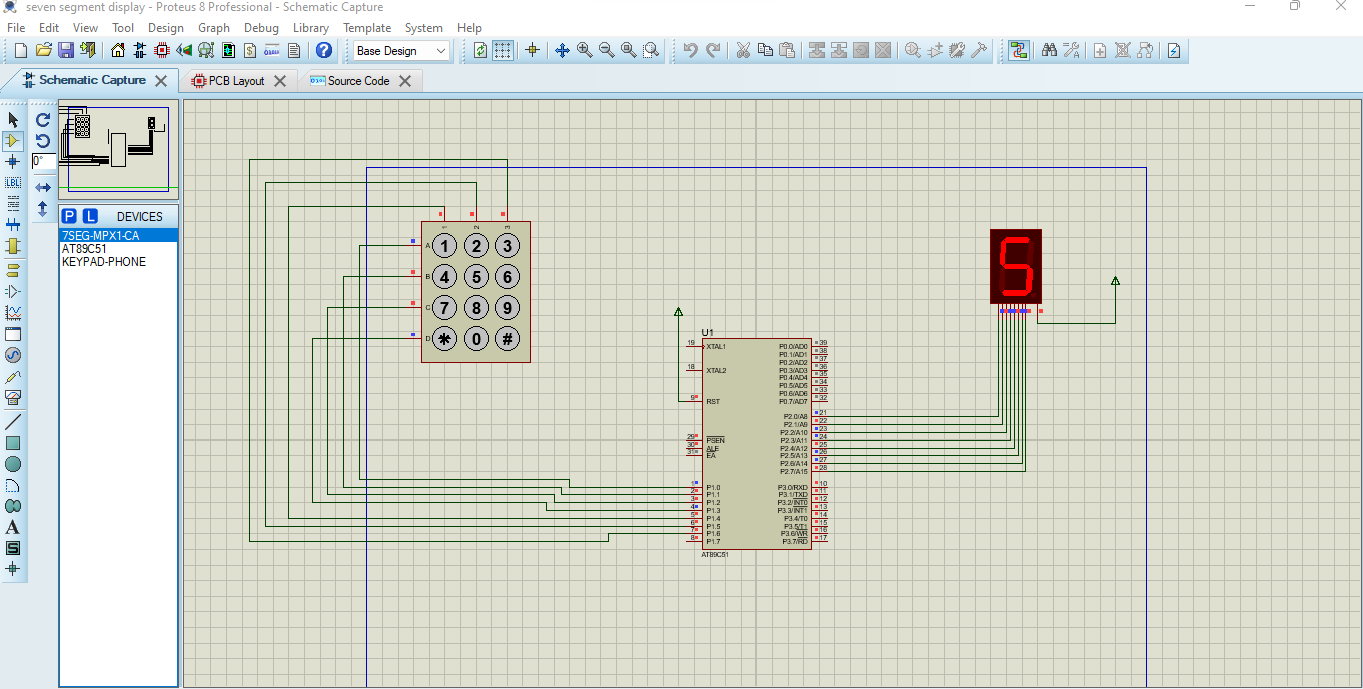 seven segment display - Proteus 8 Professional - Schematic Capture
File Edit View Tool Design Graph Debug Library Template System Help
Base Design
Schematic Capture
PCB Layout
Source Code
0°
LBL
P L DEVICES
7SEG-MPX1-CA
AT89C51
KEYPAD-PHONE
A
S
1 2 3
A 1 2 3
B 4 5 6
C 7 8 9
D * 0 #
5
U1
19 XTAL1 P0.0/AD0 39
P0.1/AD1 38
P0.2/AD2 37
18 XTAL2 P0.3/AD3 36
P0.4/AD4 35
P0.5/AD5 34
P0.6/AD6 33
9 RST P0.7/AD7 32
P2.0/A8 21
P2.1/A9 22
P2.2/A10 23
29 PSEN P2.3/A11 24
30 ALE P2.4/A12 25
31 EA P2.5/A13 26
P2.6/A14 27
P2.7/A15 28
1 P1.0 P3.0/RXD 10
2 P1.1 P3.1/TXD 11
3 P1.2 P3.2/INT0 12
4 P1.3 P3.3/INT1 13
5 P1.4 P3.4/T0 14
6 P1.5 P3.5/T1 15
7 P1.6 P3.6/WR 16
8 P1.7 P3.7/RD 17
AT89C51